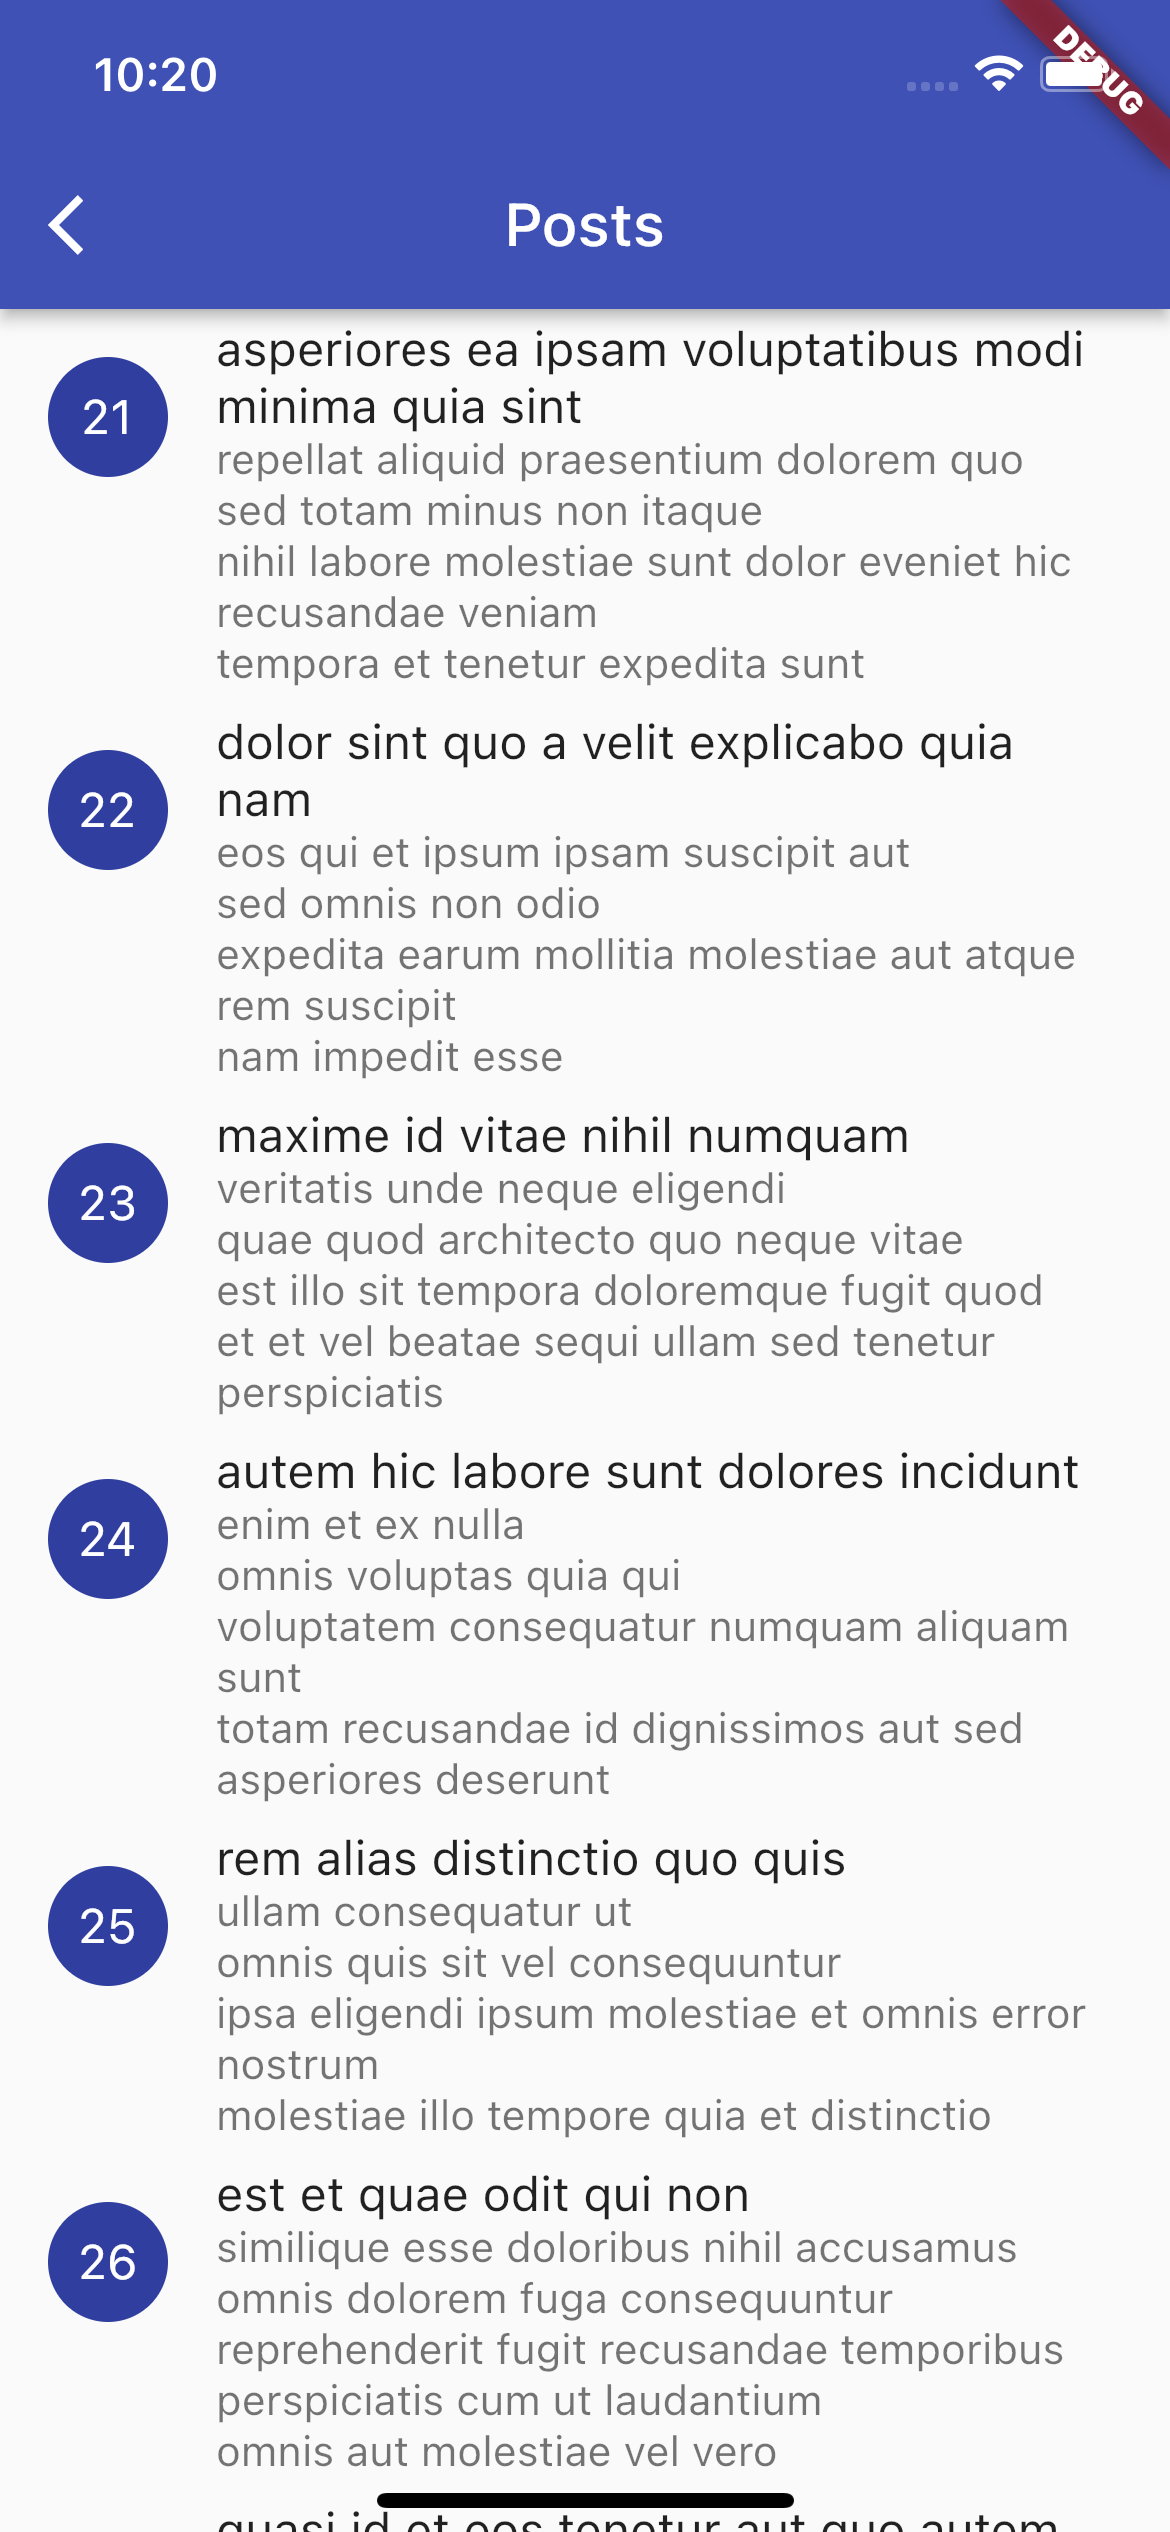 10:20
DEBUG
Posts
21
asperiores ea ipsam voluptatibus modi
minima quia sint
repellat aliquid praesentium dolorem quo
sed totam minus non itaque
nihil labore molestiae sunt dolor eveniet hic
recusandae veniam
tempora et tenetur expedita sunt
22
dolor sint quo a velit explicabo quia
nam
eos qui et ipsum ipsam suscipit aut
sed omnis non odio
expedita earum mollitia molestiae aut atque
rem suscipit
nam impedit esse
23
maxime id vitae nihil numquam
veritatis unde neque eligendi
quae quod architecto quo neque vitae
est illo sit tempora doloremque fugit quod
et et vel beatae sequi ullam sed tenetur
perspiciatis
24
autem hic labore sunt dolores incidunt
enim et ex nulla
omnis voluptas quia qui
voluptatem consequatur numquam aliquam
sunt
totam recusandae id dignissimos aut sed
asperiores deserunt
25
rem alias distinctio quo quis
ullam consequatur ut
omnis quis sit vel consequuntur
ipsa eligendi ipsum molestiae et omnis error
nostrum
molestiae illo tempore quia et distinctio
26
est et quae odit qui non
similique esse doloribus nihil accusamus
omnis dolorem fuga consequuntur
reprehenderit fugit recusandae temporibus
perspiciatis cum ut laudantium
omnis aut molestiae vel vero
quasi id et eos tenetur aut quo autem